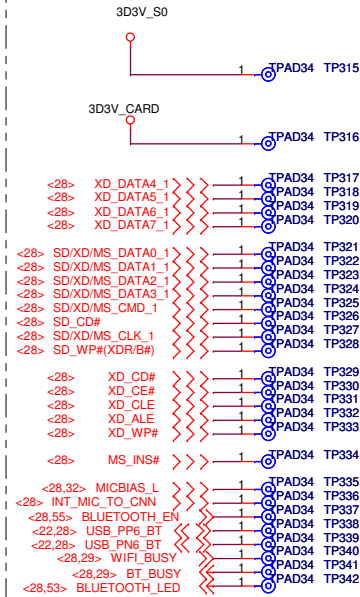 3D3V_S0
1 TPAD34 TP315
3D3V_CARD
1 TPAD34 TP316
<28> XD_DATA4_1 1 TPAD34 TP317
<28> XD_DATA5_1 1 TPAD34 TP318
<28> XD_DATA6_1 1 TPAD34 TP319
<28> XD_DATA7_1 1 TPAD34 TP320
<28> SD/XD/MS_DATA0_1 1 TPAD34 TP321
<28> SD/XD/MS_DATA1_1 1 TPAD34 TP322
<28> SD/XD/MS_DATA2_1 1 TPAD34 TP323
<28> SD/XD/MS_DATA3_1 1 TPAD34 TP324
<28> SD/XD/MS_CMD_1 1 TPAD34 TP325
<28> SD_CD# 1 TPAD34 TP326
<28> SD/XD/MS_CLK_1 1 TPAD34 TP327
<28> SD_WP#(XDR/B#) 1 TPAD34 TP328
<28> XD_CD# 1 TPAD34 TP329
<28> XD_CE# 1 TPAD34 TP330
<28> XD_CLE 1 TPAD34 TP331
<28> XD_ALE 1 TPAD34 TP332
<28> XD_WP# 1 TPAD34 TP333
<28> MS_INS# 1 TPAD34 TP334
<28,32> MICBIAS_L 1 TPAD34 TP335
<28> INT_MIC_TO_CNN 1 TPAD34 TP336
<28,55> BLUETOOTH_EN 1 TPAD34 TP337
<22,28> USB_PP6_BT 1 TPAD34 TP338
<22,28> USB_PN6_BT 1 TPAD34 TP339
<28,29> WIFI_BUSY 1 TPAD34 TP340
<28,29> BT_BUSY 1 TPAD34 TP341
<28,53> BLUETOOTH_LED 1 TPAD34 TP342